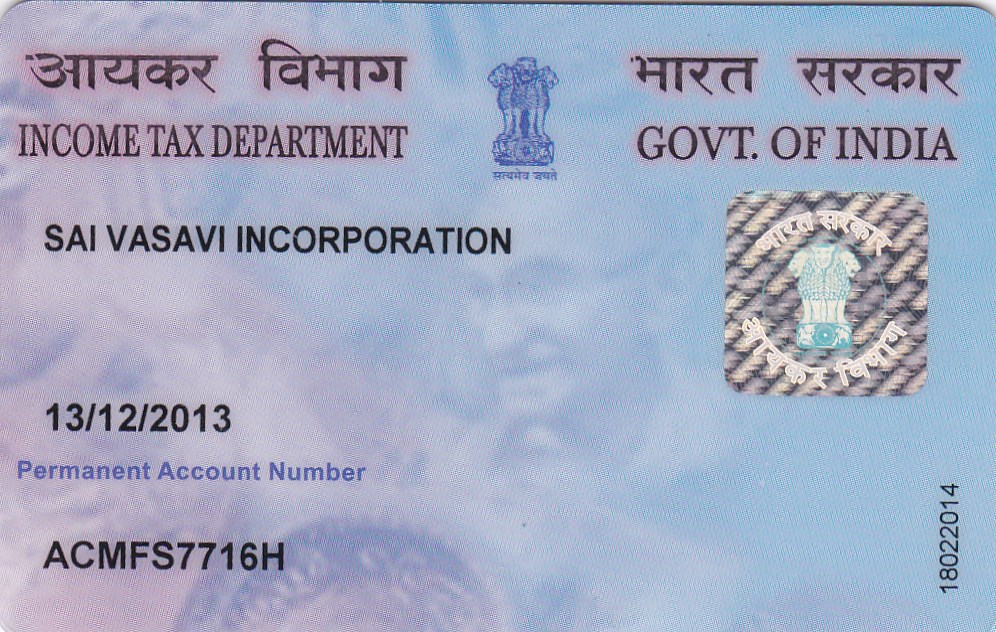 आयकर विभाग
भारत सरकार
INCOME TAX DEPARTMENT
GOVT. OF INDIA
सत्यमेव जयते
SAI VASAVI INCORPORATION
भारत सरकार
आयकर विभाग
13/12/2013
Permanent Account Number
ACMFS7716H
18022014